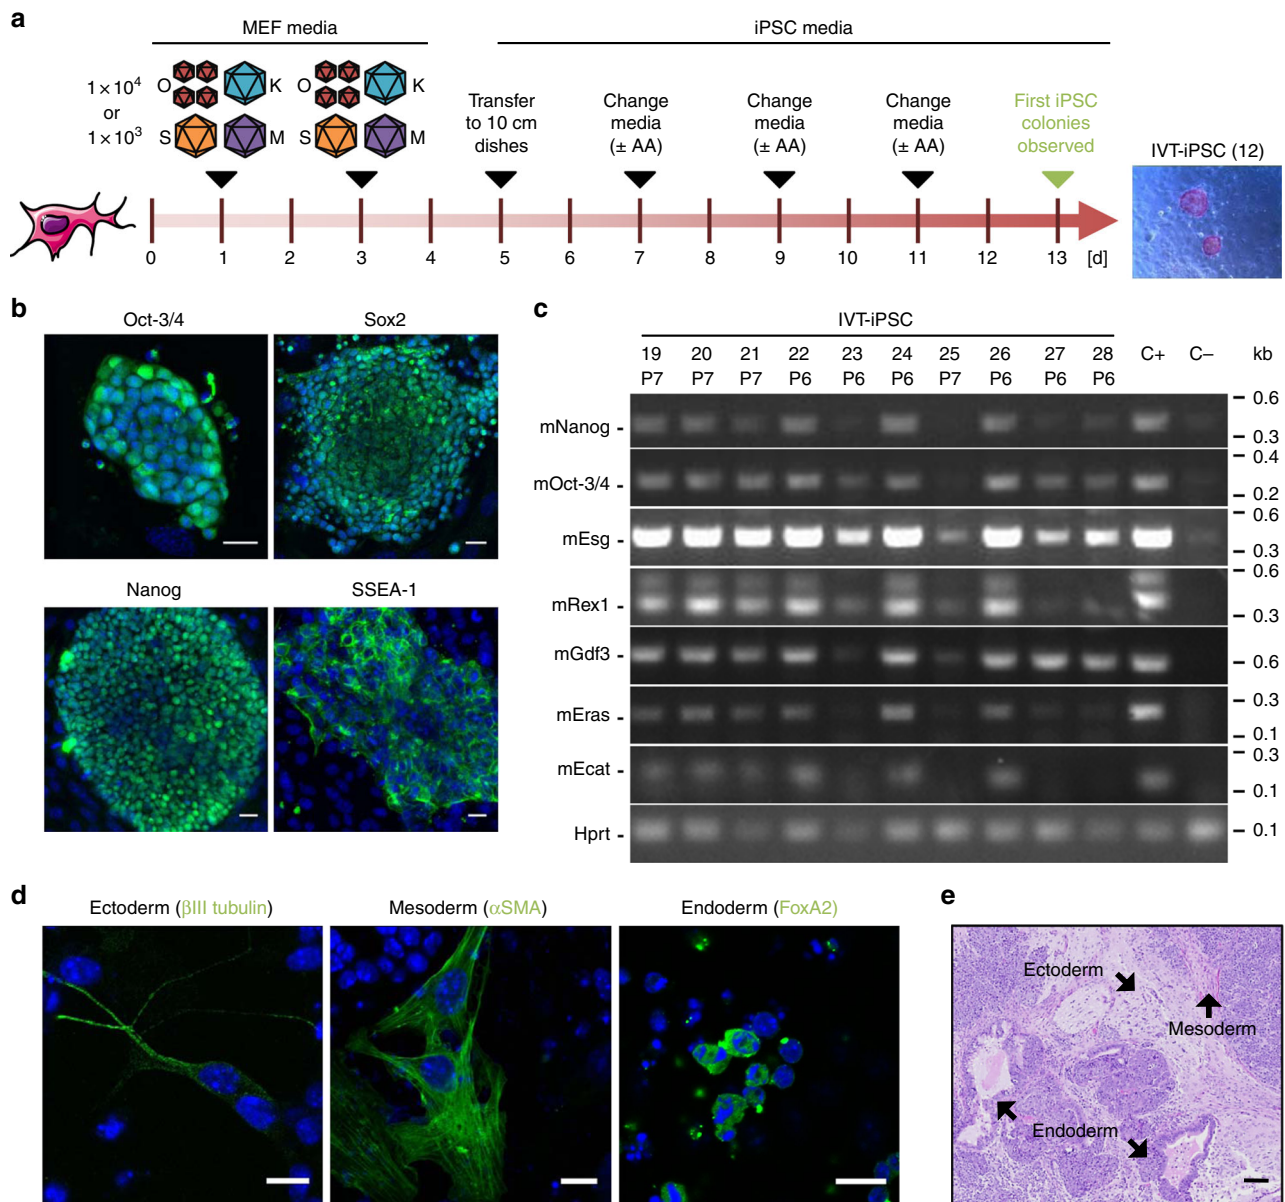 a
MEF media
iPSC media
1 × 10⁴
or
1 × 10³
O K
S M
O K
S M
Transfer
to 10 cm
dishes
Change
media
(± AA)
Change
media
(± AA)
Change
media
(± AA)
First iPSC
colonies
observed
IVT-iPSC (12)
0 1 2 3 4 5 6 7 8 9 10 11 12 13 [d]
b
Oct-3/4
Sox2
Nanog
SSEA-1
c
IVT-iPSC
19 20 21 22 23 24 25 26 27 28 C+ C− kb
P7 P7 P7 P6 P6 P6 P7 P6 P6 P6
mNanog
0.6
0.3
mOct-3/4
0.4
0.2
mEsg
0.6
0.3
mRex1
0.6
0.3
mGdf3
0.6
mEras
0.3
0.1
mEcat
0.3
0.1
Hprt
0.1
d
Ectoderm (βIII tubulin)
Mesoderm (αSMA)
Endoderm (FoxA2)
e
Ectoderm
Mesoderm
Endoderm